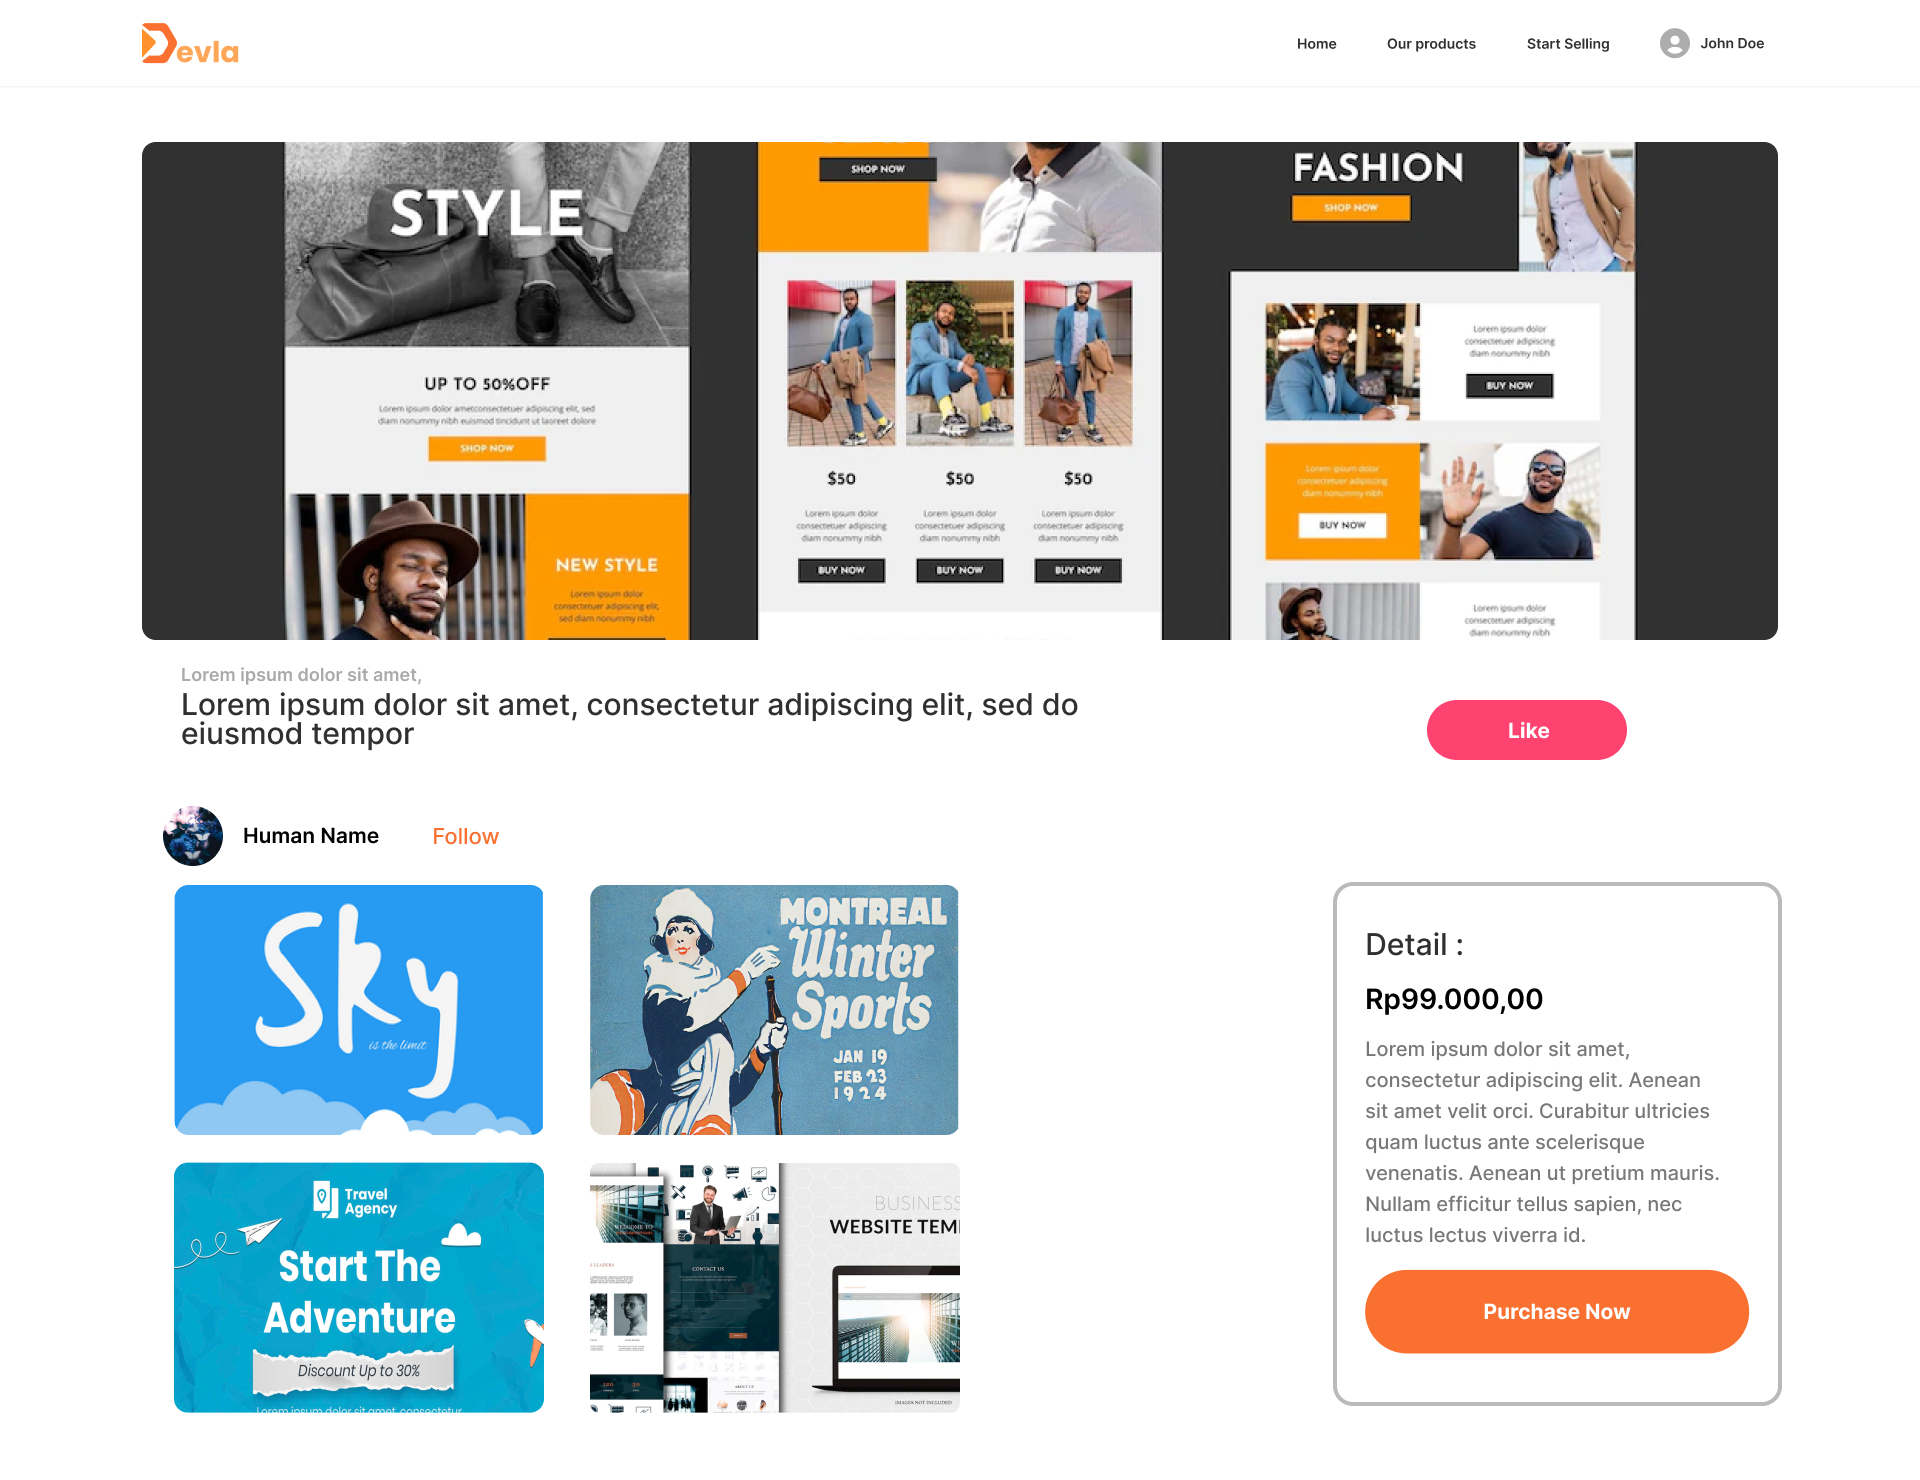 Devla
Home
Our products
Start Selling
John Doe
STYLE
UP TO 50%OFF
Lorem ipsum dolor ametconsectetuer adipiscing elit, sed
diam nonummy nibh euismod tincidunt ut laoreet dolore
SHOP NOW
NEW STYLE
Lorem ipsum dolor
consectetuer adipiscing elit,
sed diam nonummy nibh
SHOP NOW
$50
$50
$50
Lorem ipsum dolor
consectetuer adipiscing
diam nonummy nibh
Lorem ipsum dolor
consectetuer adipiscing
diam nonummy nibh
Lorem ipsum dolor
consectetuer adipiscing
diam nonummy nibh
BUY NOW
BUY NOW
BUY NOW
FASHION
SHOP NOW
Lorem ipsum dolor
consectetuer adipiscing
diam nonummy nibh
BUY NOW
Lorem ipsum dolor
consectetuer adipiscing
diam nonummy nibh
BUY NOW
Lorem ipsum dolor
consectetuer adipiscing
diam nonummy nibh
Lorem ipsum dolor sit amet,
Lorem ipsum dolor sit amet, consectetur adipiscing elit, sed do
eiusmod tempor
Like
Human Name
Follow
Sky
is the limit
MONTREAL
Winter
Sports
JAN 19
FEB 23
1924
Travel
Agency
Start The
Adventure
Discount Up to 30%
Lorem ipsum dolor sit amet, consectetur
BUSINESS
WEBSITE TEM
WELCOME TO
LEADERS
CONTACT US
ABOUT US
IMAGES NOT INCLUDED
Detail :
Rp99.000,00
Lorem ipsum dolor sit amet,
consectetur adipiscing elit. Aenean
sit amet velit orci. Curabitur ultricies
quam luctus ante scelerisque
venenatis. Aenean ut pretium mauris.
Nullam efficitur tellus sapien, nec
luctus lectus viverra id.
Purchase Now